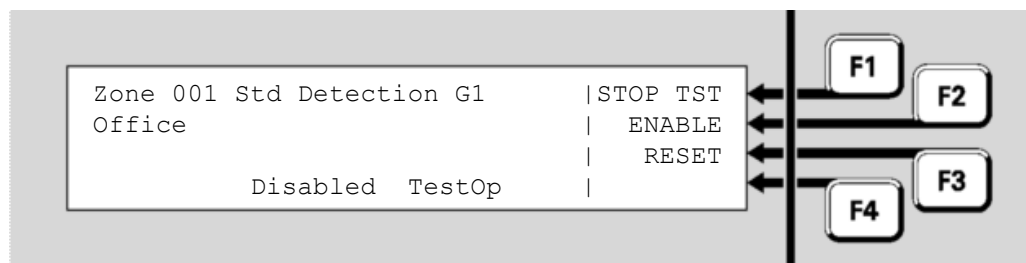 Zone 001 Std Detection G1 |STOP TST
Office | ENABLE
| RESET
Disabled TestOp |
F1
F2
F3
F4